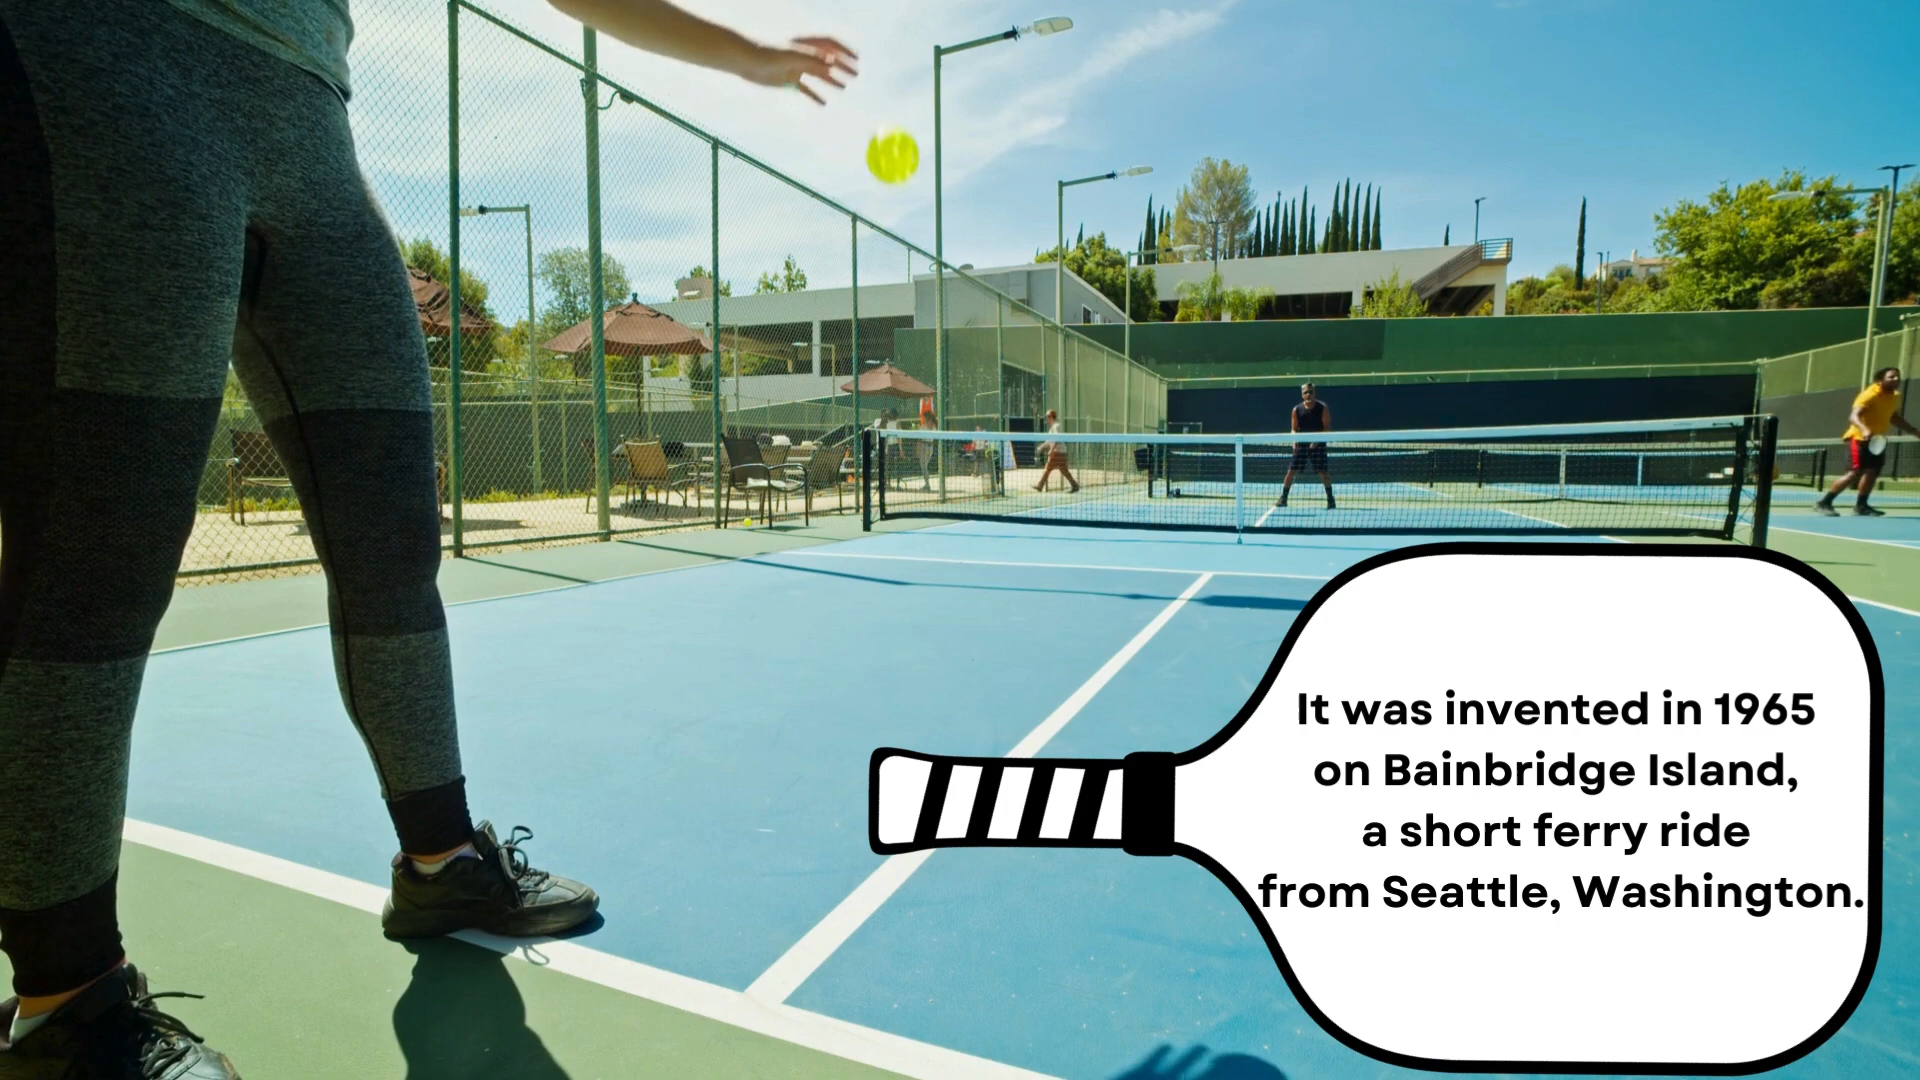 It was invented in 1965
on Bainbridge Island,
a short ferry ride
from Seattle, Washington.